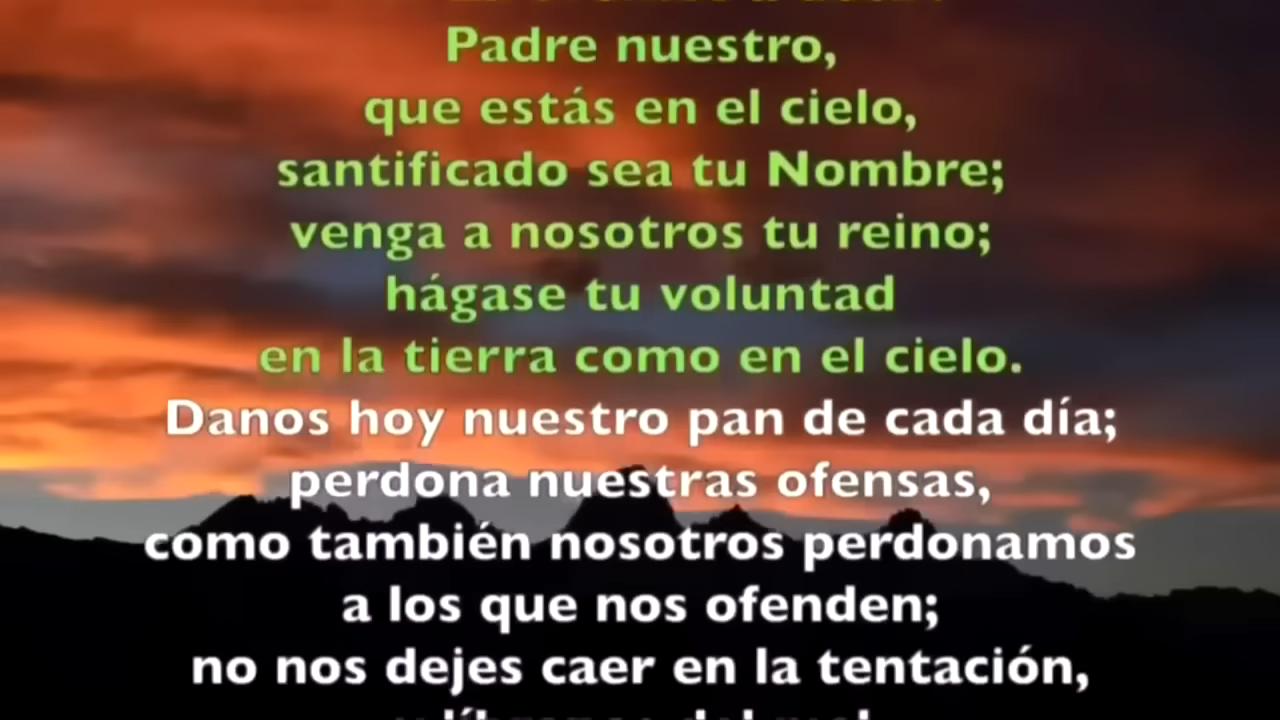 Padre nuestro,
que estás en el cielo,
santificado sea tu Nombre;
venga a nosotros tu reino;
hágase tu voluntad
en la tierra como en el cielo.
Danos hoy nuestro pan de cada día;
perdona nuestras ofensas,
como también nosotros perdonamos
a los que nos ofenden;
no nos dejes caer en la tentación,